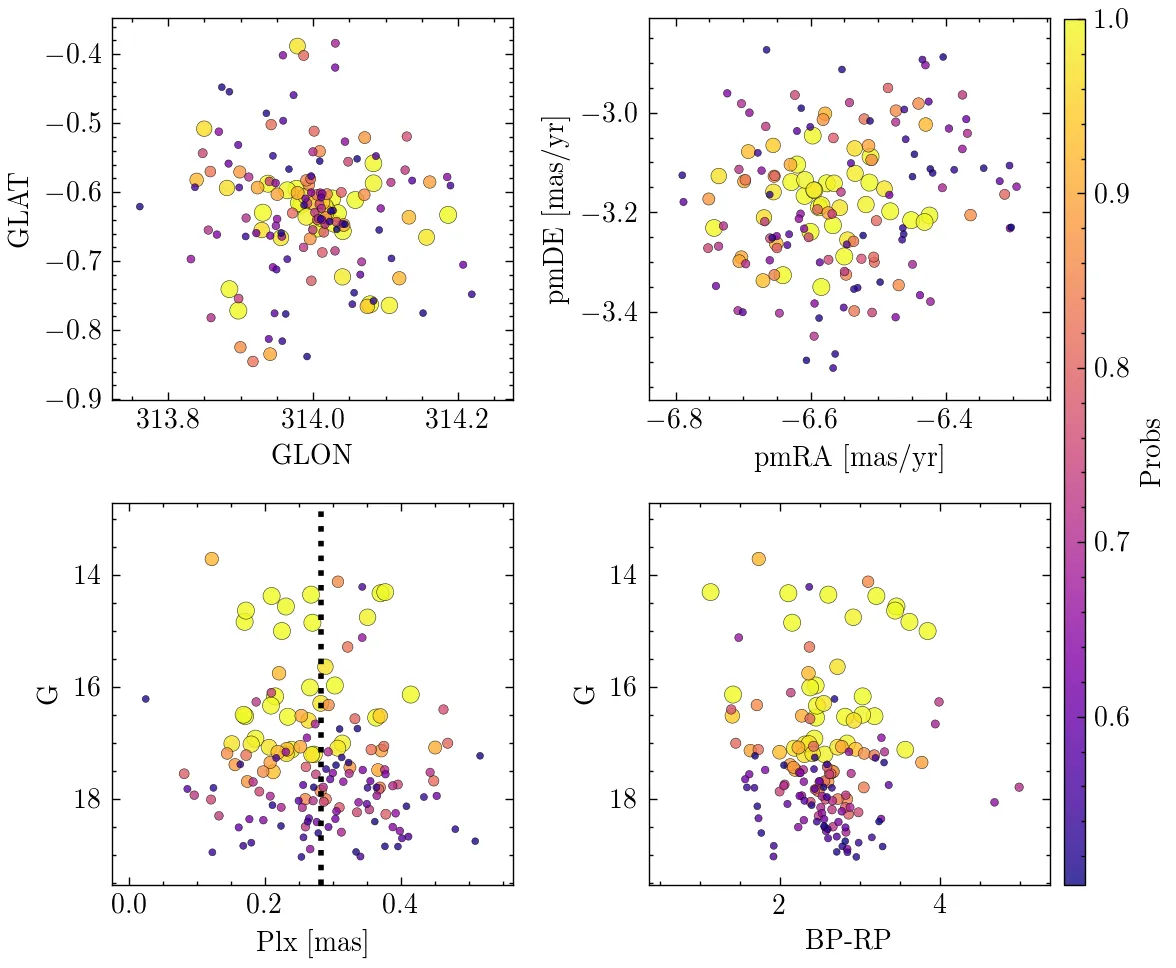 −0.4
−0.5
−0.6
−0.7
−0.8
−0.9
GLAT
313.8 314.0 314.2
GLON
−3.0
−3.2
−3.4
pmDE [mas/yr]
−6.8 −6.6 −6.4
pmRA [mas/yr]
1.0
0.9
0.8
0.7
0.6
Probs
14
16
18
G
0.0 0.2 0.4
Plx [mas]
14
16
18
G
2 4
BP-RP